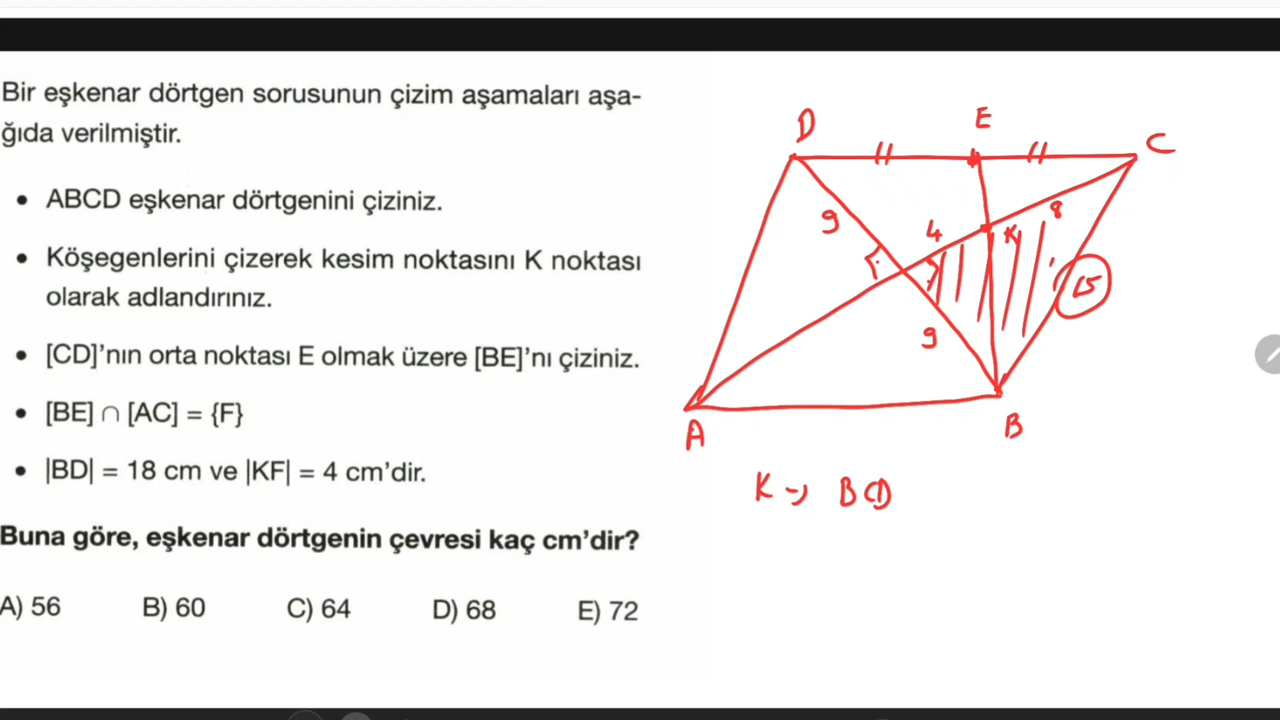 Bir eşkenar dörtgen sorusunun çizim aşamaları aşa-
ğıda verilmiştir.
• ABCD eşkenar dörtgenini çiziniz.
• Köşegenlerini çizerek kesim noktasını K noktası
olarak adlandırınız.
• [CD]'nın orta noktası E olmak üzere [BE]'nı çiziniz.
• [BE] ∩ [AC] = {F}
• |BD| = 18 cm ve |KF| = 4 cm'dir.
Buna göre, eşkenar dörtgenin çevresi kaç cm'dir?
A) 56 B) 60 C) 64 D) 68 E) 72
D E C
9 4 K 8
15
9
A B
K → BCD